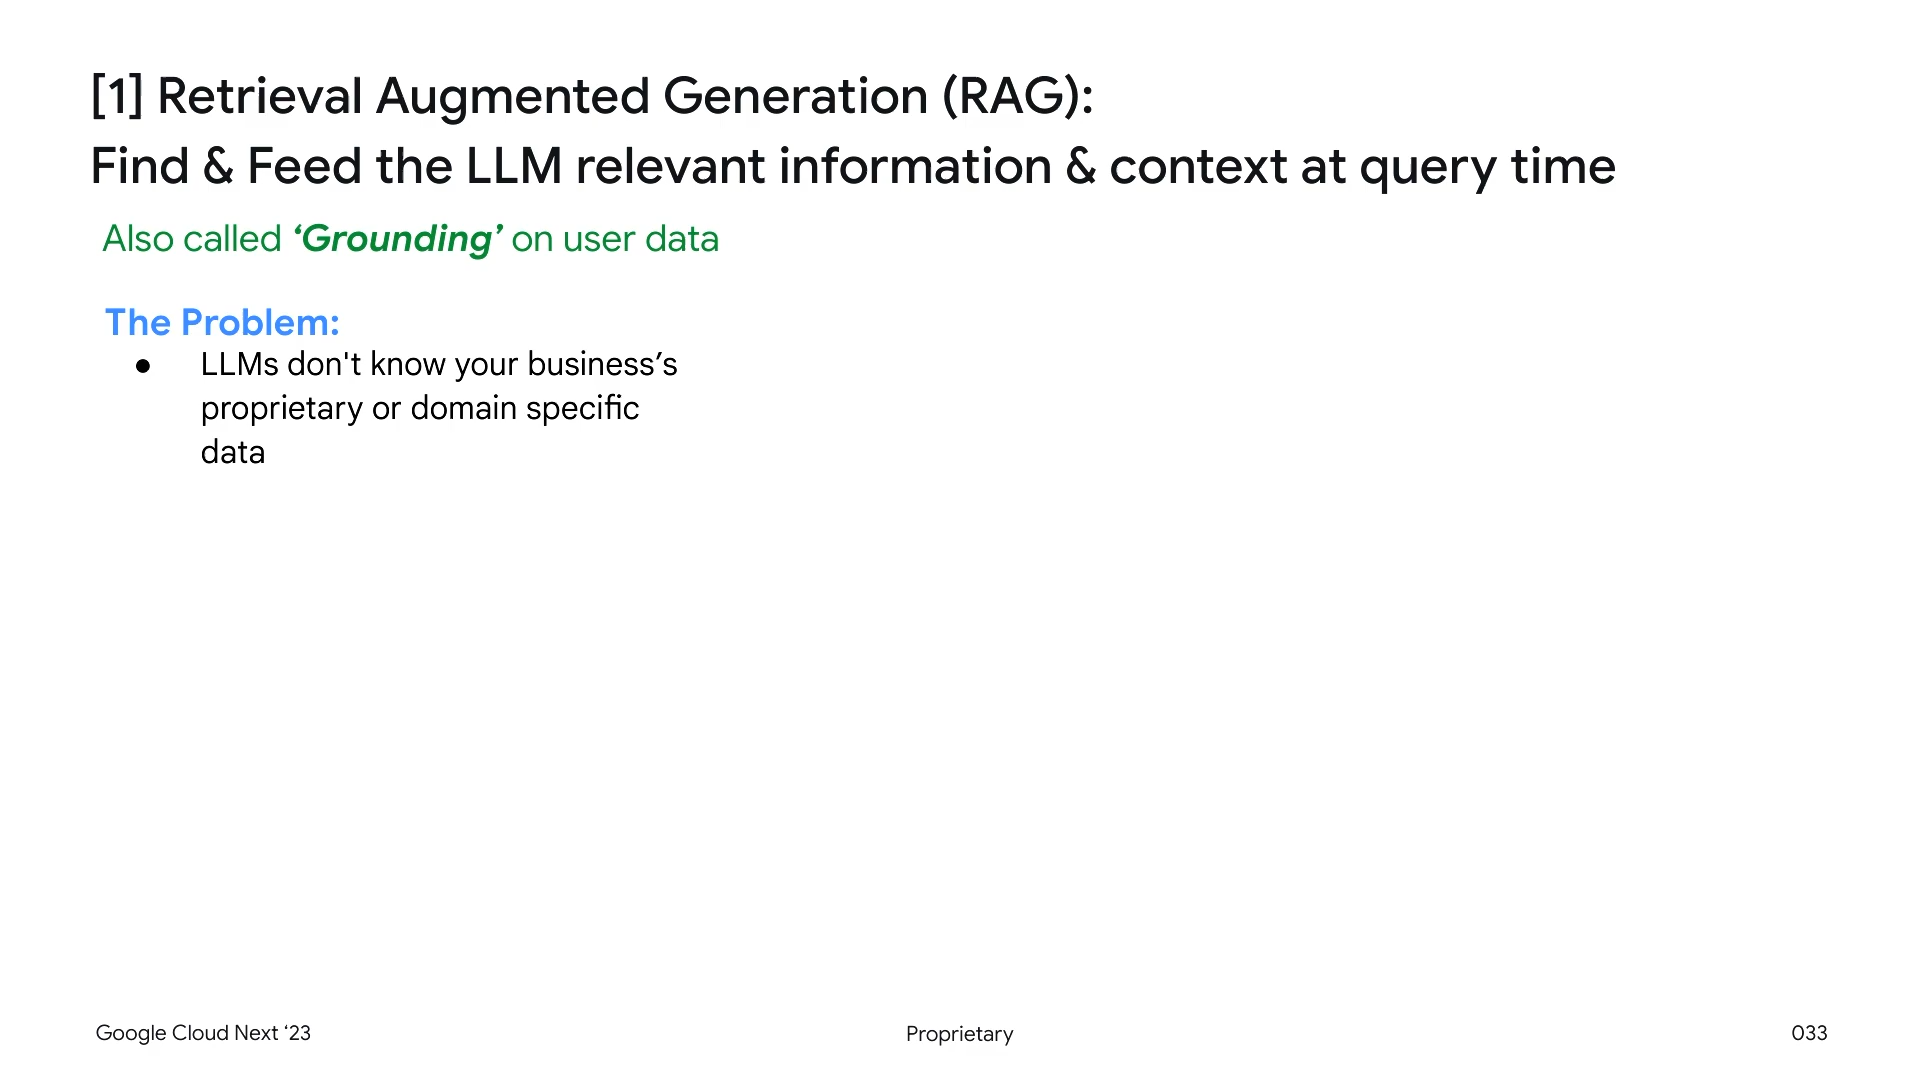 [1] Retrieval Augmented Generation (RAG):
Find & Feed the LLM relevant information & context at query time
Also called ‘Grounding’ on user data
The Problem:
● LLMs don't know your business’s
proprietary or domain specific
data
Google Cloud Next ‘23
Proprietary
033